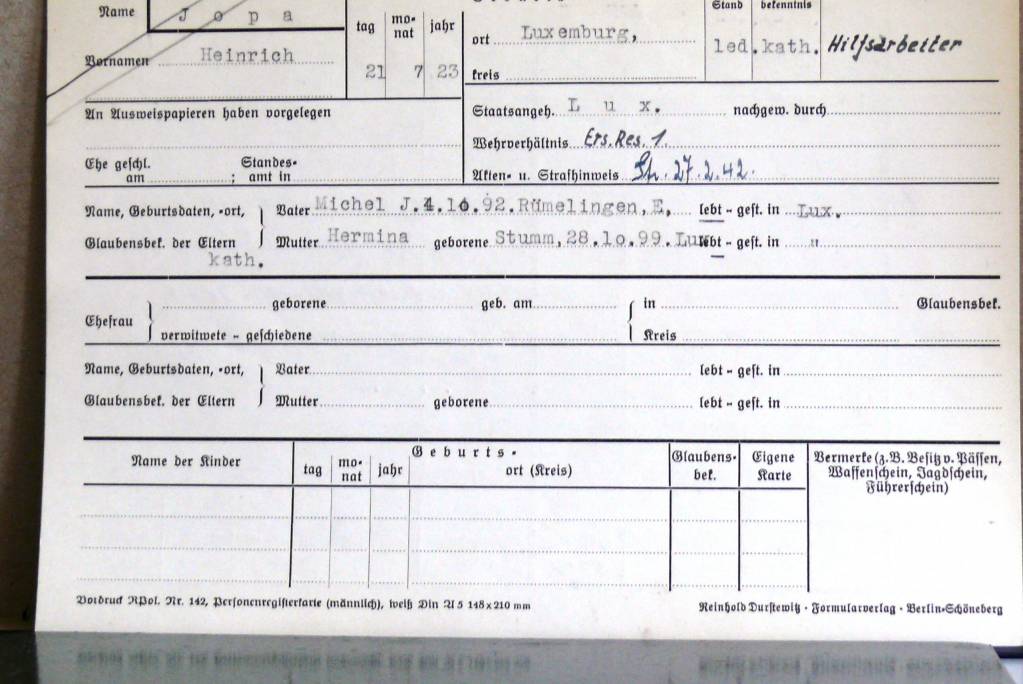 Name J o p a
tag mo-nat jahr
Stand bekenntnis
Vornamen Heinrich 21 7 23
ort Luxemburg,
led. kath. Hilfsarbeiter
kreis
An Ausweispapieren haben vorgelegen
Staatsangeh. L u x. nachgew. durch
Wehrverhältnis Ers. Res. 1.
Ehe geschl. am ; Standes-amt in
Akten- u. Strafhinweis 27.2.42.
Name, Geburtsdaten, -ort, Vater Michel J. 4.10.92. Rümelingen, E, lebt - gest. in Lux.
Glaubensbek. der Eltern Mutter Hermina geborene Stumm, 28.10.99. Lux lebt - gest. in "
kath.
geborene geb. am in Glaubensbek.
Ehefrau
verwitwete - geschiedene Kreis
Name, Geburtsdaten, -ort, Vater lebt - gest. in
Glaubensbek. der Eltern Mutter geborene lebt - gest. in
Name der Kinder
Geburts-
tag mo-nat jahr ort (Kreis)
Glaubens-bek.
Eigene Karte
Vermerke (z.B. Besitz v. Pässen,
Waffenschein, Jagdschein,
Führerschein)
Vordruck RPol. Nr. 142, Personenregisterkarte (männlich), weiß Din A 5 148 x 210 mm
Reinhold Durstewitz · Formularverlag · Berlin-Schöneberg